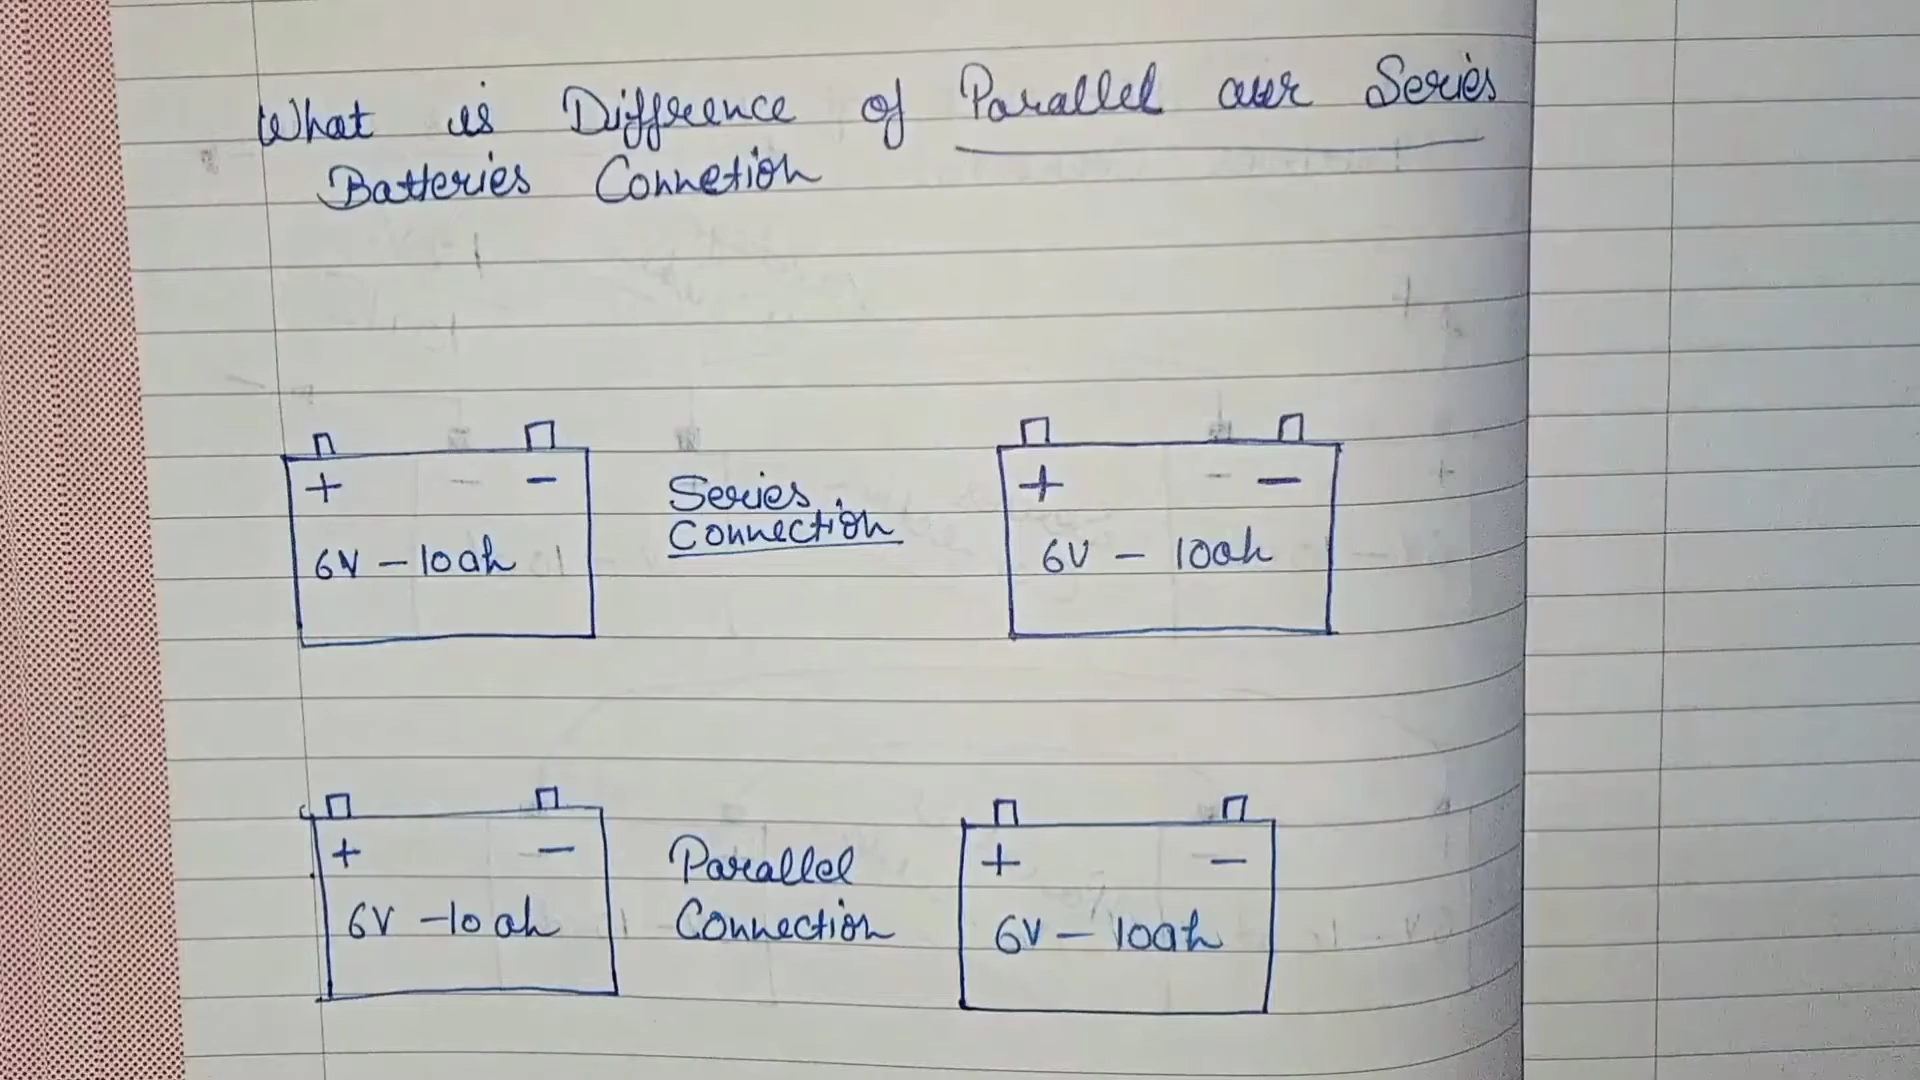 What is Difference of Parallel aur Series
Batteries Connetion
+ -
6V - 10ah
Series
Connection
+ -
6V - 10ah
+ -
6V - 10ah
Parallel
Connection
+ -
6V - 10ah